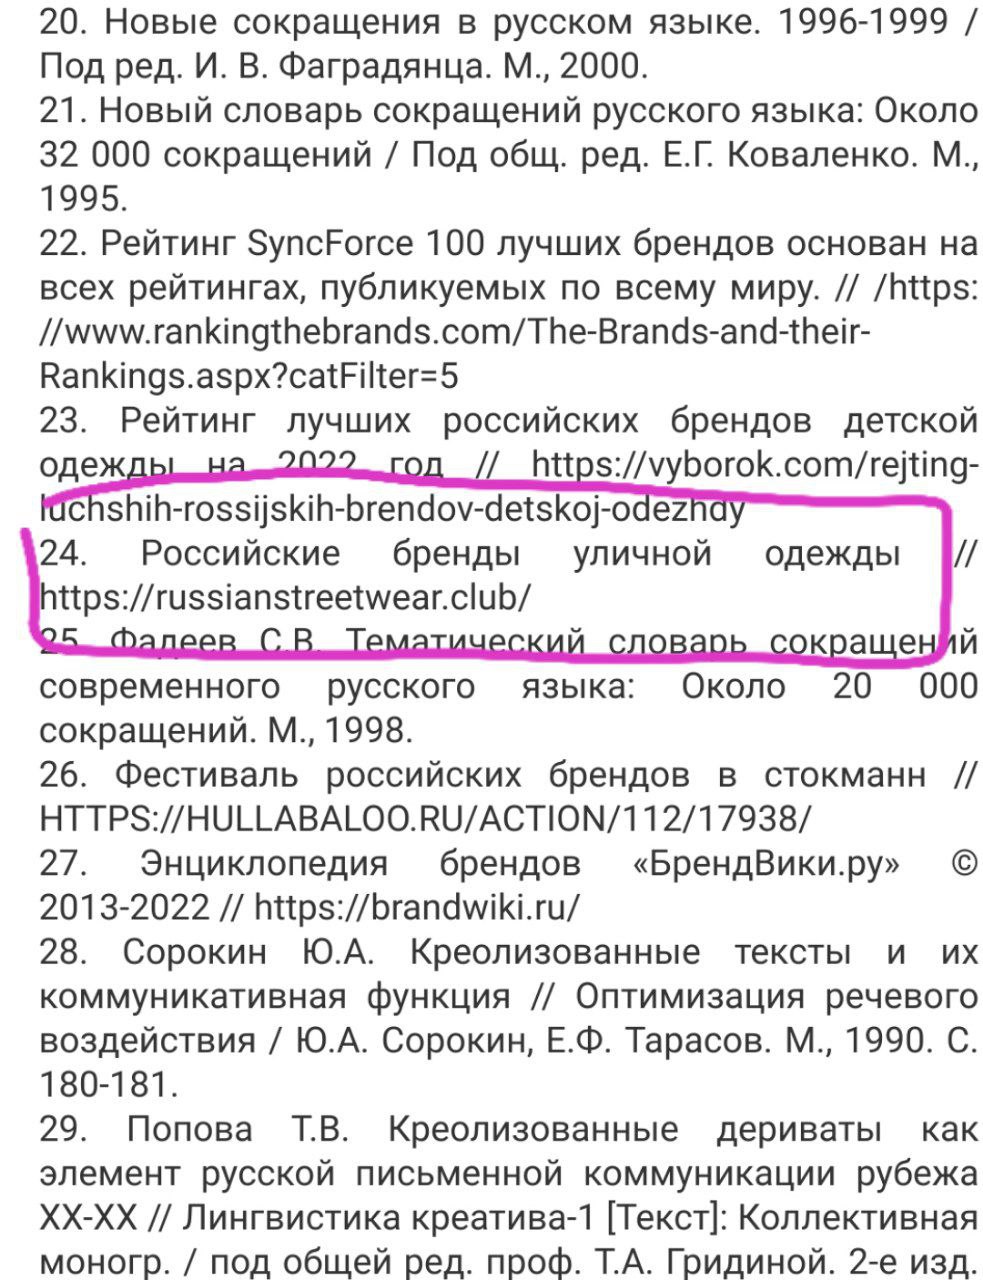 20. Новые сокращения в русском языке. 1996-1999 /
Под ред. И. В. Фаградянца. М., 2000.
21. Новый словарь сокращений русского языка: Около
32 000 сокращений / Под общ. ред. Е.Г. Коваленко. М.,
1995.
22. Рейтинг SyncForce 100 лучших брендов основан на
всех рейтингах, публикуемых по всему миру. // /https:
//www.rankingthebrands.com/The-Brands-and-their-
Rankings.aspx?catFilter=5
23. Рейтинг лучших российских брендов детской
одежды на 2022 год // https://vyborok.com/rejting-
luchshih-rossijskih-brendov-detskoj-odezhdy
24. Российские бренды уличной одежды //
https://russianstreetwear.club/
25. Фадеев С.В. Тематический словарь сокращений
современного русского языка: Около 20 000
сокращений. М., 1998.
26. Фестиваль российских брендов в стокманн //
HTTPS://HULLABALOO.RU/ACTION/112/17938/
27. Энциклопедия брендов «БрендВики.ру» ©
2013-2022 // https://brandwiki.ru/
28. Сорокин Ю.А. Креолизованные тексты и их
коммуникативная функция // Оптимизация речевого
воздействия / Ю.А. Сорокин, Е.Ф. Тарасов. М., 1990. С.
180-181.
29. Попова Т.В. Креолизованные дериваты как
элемент русской письменной коммуникации рубежа
XX-XX // Лингвистика креатива-1 [Текст]: Коллективная
моногр. / под общей ред. проф. Т.А. Гридиной. 2-е изд.